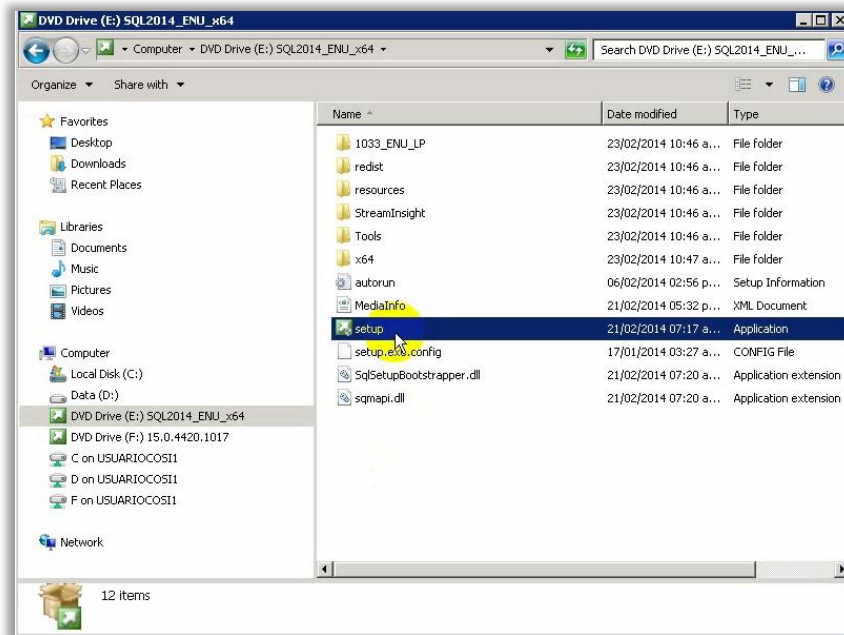 DVD Drive (E:) SQL2014_ENU_x64
Computer DVD Drive (E:) SQL2014_ENU_x64
Search DVD Drive (E:) SQL2014_ENU_...
Organize Share with
Name Date modified Type
Favorites
Desktop
Downloads
Recent Places
Libraries
Documents
Music
Pictures
Videos
Computer
Local Disk (C:)
Data (D:)
DVD Drive (E:) SQL2014_ENU_x64
DVD Drive (F:) 15.0.4420.1017
C on USUARIOCOSI1
D on USUARIOCOSI1
F on USUARIOCOSI1
Network
1033_ENU_LP 23/02/2014 10:46 a... File folder
redist 23/02/2014 10:46 a... File folder
resources 23/02/2014 10:46 a... File folder
StreamInsight 23/02/2014 10:46 a... File folder
Tools 23/02/2014 10:46 a... File folder
x64 23/02/2014 10:47 a... File folder
autorun 06/02/2014 02:56 p... Setup Information
MediaInfo 21/02/2014 05:32 p... XML Document
setup 21/02/2014 07:17 a... Application
setup.exe.config 17/01/2014 03:27 a... CONFIG File
SqlSetupBootstrapper.dll 21/02/2014 07:20 a... Application extension
sqmapi.dll 21/02/2014 07:20 a... Application extension
12 items